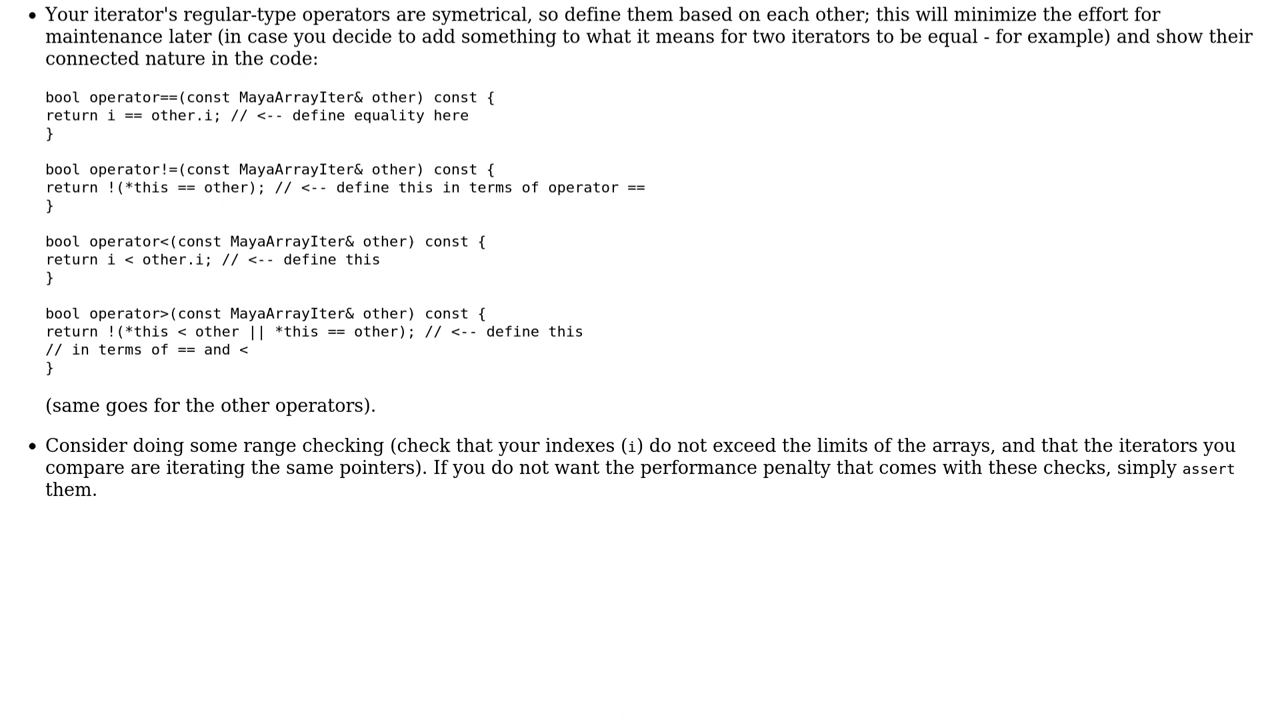 • Your iterator's regular-type operators are symetrical, so define them based on each other; this will minimize the effort for
maintenance later (in case you decide to add something to what it means for two iterators to be equal - for example) and show their
connected nature in the code:
bool operator==(const MayaArrayIter& other) const {
return i == other.i; // <-- define equality here
}
bool operator!=(const MayaArrayIter& other) const {
return !(*this == other); // <-- define this in terms of operator ==
}
bool operator<(const MayaArrayIter& other) const {
return i < other.i; // <-- define this
}
bool operator>(const MayaArrayIter& other) const {
return !(*this < other || *this == other); // <-- define this
// in terms of == and <
}
(same goes for the other operators).
• Consider doing some range checking (check that your indexes (i) do not exceed the limits of the arrays, and that the iterators you
compare are iterating the same pointers). If you do not want the performance penalty that comes with these checks, simply assert
them.